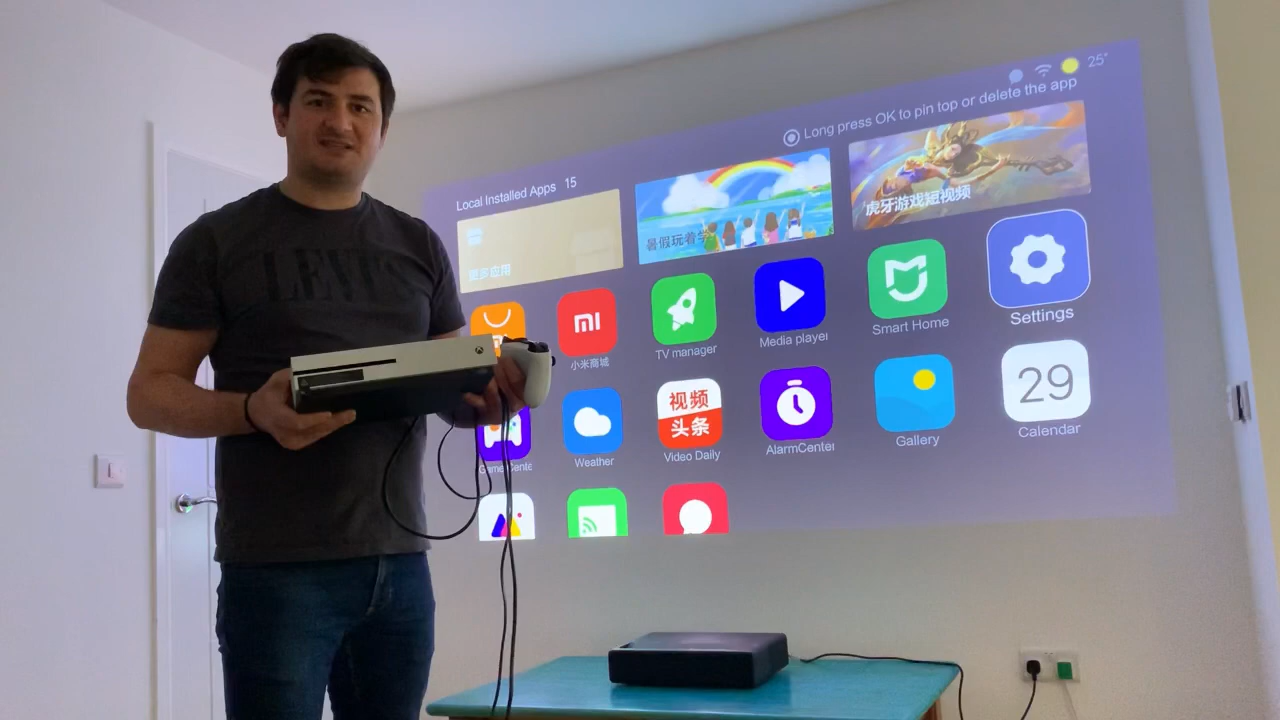 25°
Long press OK to pin top or delete the app
Local Installed Apps 15
更多应用
暑假玩着学
虎牙游戏短视频
小米商城
TV manager
Media player
Smart Home
Settings
视频
头条
29
Weather
Video Daily
AlarmCenter
Gallery
Calendar